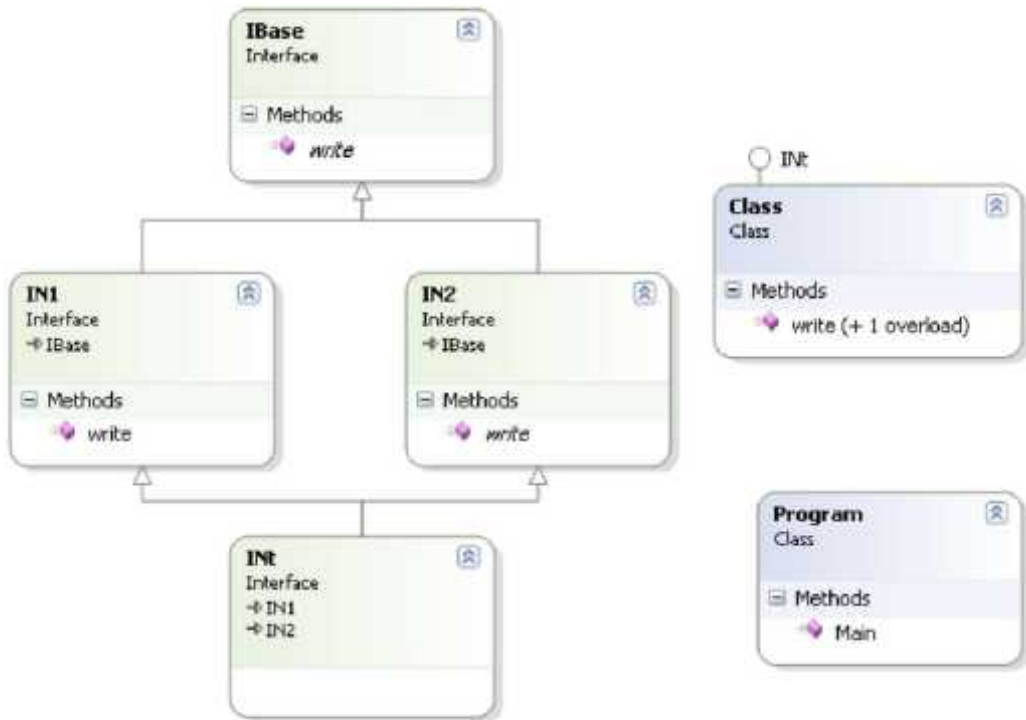 IBase
Interface
Methods
write
INt
Class
Class
Methods
write (+ 1 overload)
IN1
Interface
IBase
Methods
write
IN2
Interface
IBase
Methods
write
INt
Interface
IN1
IN2
Program
Class
Methods
Main